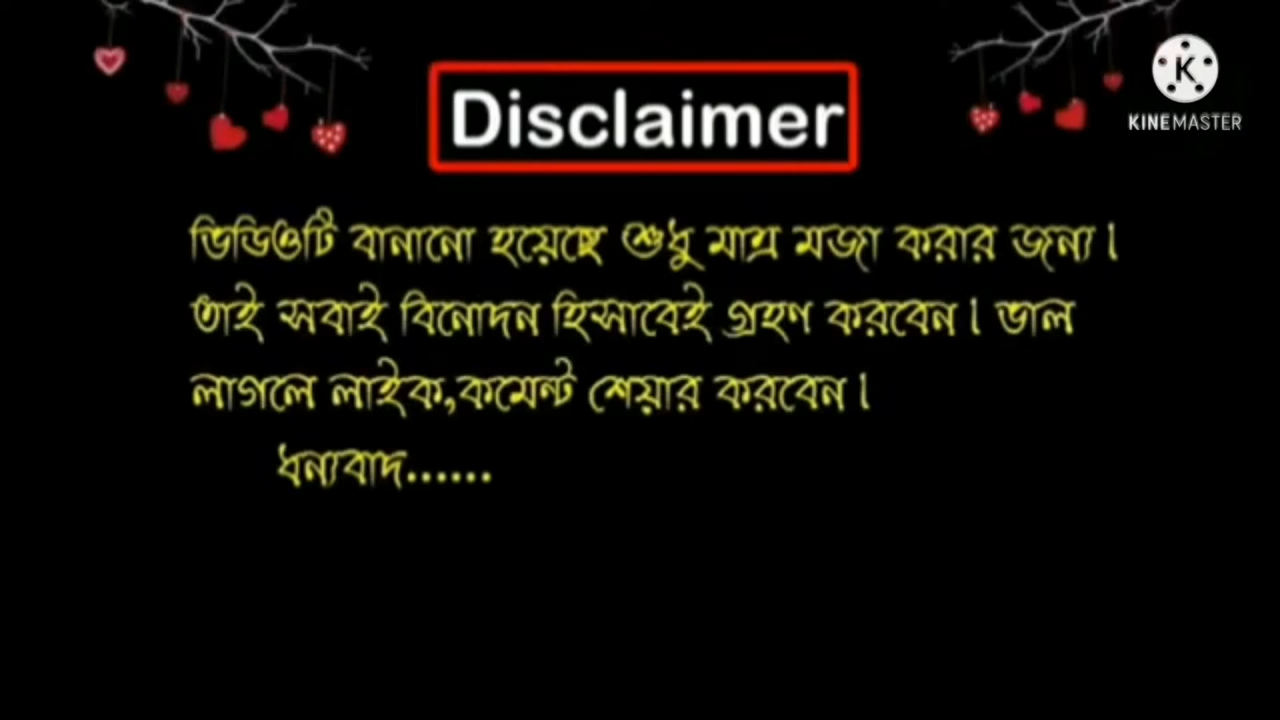 Disclaimer
K
KINEMASTER
ভিডিওটি বানানো হয়েছে শুধু মাত্র মজা করার জন্য।
তাই সবাই বিনোদন হিসাবেই গ্রহণ করবেন। ভাল
লাগলে লাইক,কমেন্ট শেয়ার করবেন।
ধন্যবাদ......